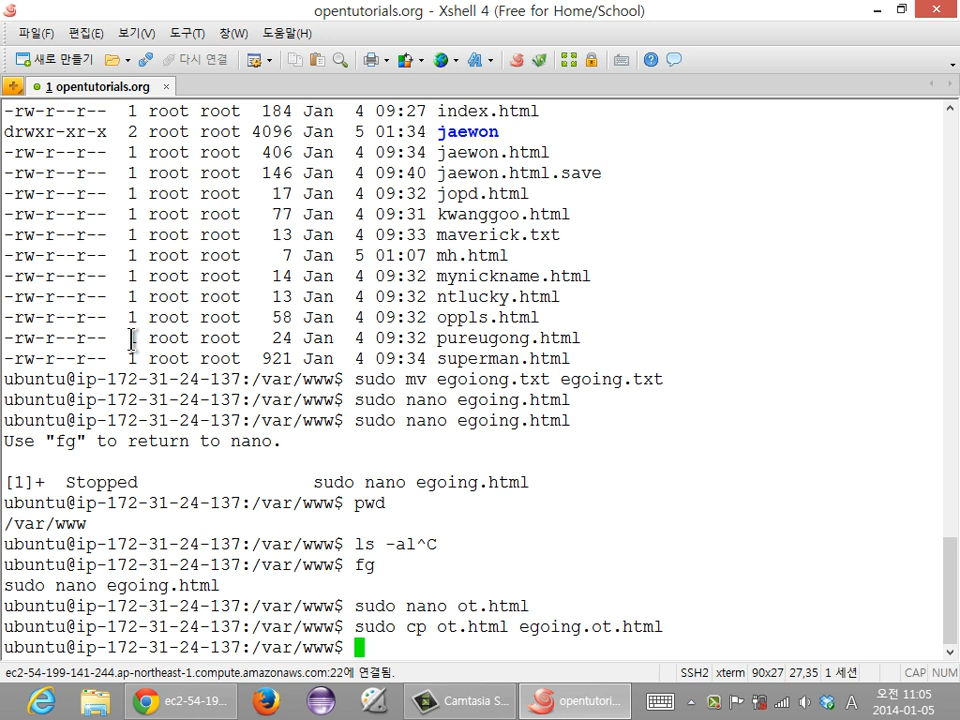 opentutorials.org - Xshell 4 (Free for Home/School)
파일(F) 편집(E) 보기(V) 도구(T) 창(W) 도움말(H)
새로 만들기 다시 연결
1 opentutorials.org
-rw-r--r-- 1 root root 184 Jan 4 09:27 index.html
drwxr-xr-x 2 root root 4096 Jan 5 01:34 jaewon
-rw-r--r-- 1 root root 406 Jan 4 09:34 jaewon.html
-rw-r--r-- 1 root root 146 Jan 4 09:40 jaewon.html.save
-rw-r--r-- 1 root root 17 Jan 4 09:32 jopd.html
-rw-r--r-- 1 root root 77 Jan 4 09:31 kwanggoo.html
-rw-r--r-- 1 root root 13 Jan 4 09:33 maverick.txt
-rw-r--r-- 1 root root 7 Jan 5 01:07 mh.html
-rw-r--r-- 1 root root 14 Jan 4 09:32 mynickname.html
-rw-r--r-- 1 root root 13 Jan 4 09:32 ntlucky.html
-rw-r--r-- 1 root root 58 Jan 4 09:32 oppls.html
-rw-r--r-- 1 root root 24 Jan 4 09:32 pureugong.html
-rw-r--r-- 1 root root 921 Jan 4 09:34 superman.html
ubuntu@ip-172-31-24-137:/var/www$ sudo mv egoiong.txt egoing.txt
ubuntu@ip-172-31-24-137:/var/www$ sudo nano egoing.html
ubuntu@ip-172-31-24-137:/var/www$ sudo nano egoing.html
Use "fg" to return to nano.
[1]+ Stopped sudo nano egoing.html
ubuntu@ip-172-31-24-137:/var/www$ pwd
/var/www
ubuntu@ip-172-31-24-137:/var/www$ ls -al^C
ubuntu@ip-172-31-24-137:/var/www$ fg
sudo nano egoing.html
ubuntu@ip-172-31-24-137:/var/www$ sudo nano ot.html
ubuntu@ip-172-31-24-137:/var/www$ sudo cp ot.html egoing.ot.html
ubuntu@ip-172-31-24-137:/var/www$
ec2-54-199-141-244.ap-northeast-1.compute.amazonaws.com:22에 연결됨. SSH2 xterm 90x27 27,35 1 세션 CAP NUM
ec2-54-19... Camtasia S... opentutori... A 오전 11:05
2014-01-05